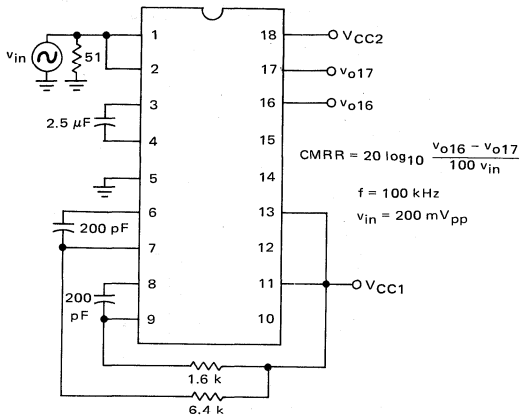 v_in
51
2.5 μF
200 pF
200
pF
1
2
3
4
5
6
7
8
9
18
17
16
15
14
13
12
11
10
V_CC2
v_o17
v_o16
CMRR = 20 log_10 (v_o16 − v_o17) / (100 v_in)
f = 100 kHz
v_in = 200 mV_pp
V_CC1
1.6 k
6.4 k